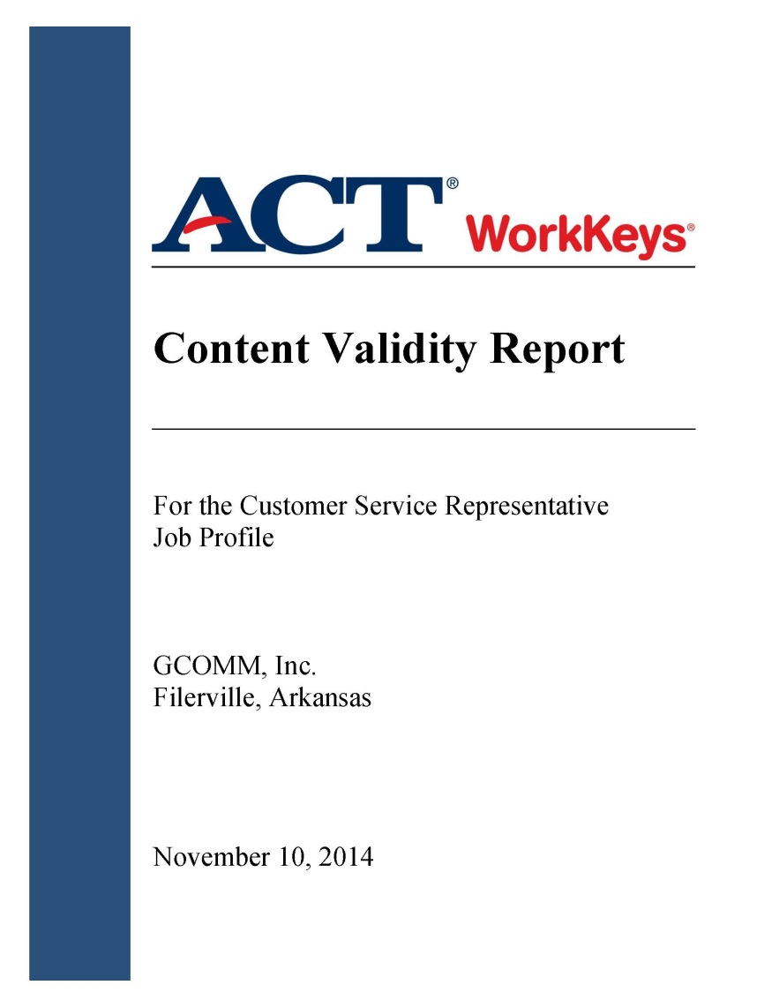 ACT® WorkKeys®
Content Validity Report
For the Customer Service Representative
Job Profile
GCOMM, Inc.
Filerville, Arkansas
November 10, 2014